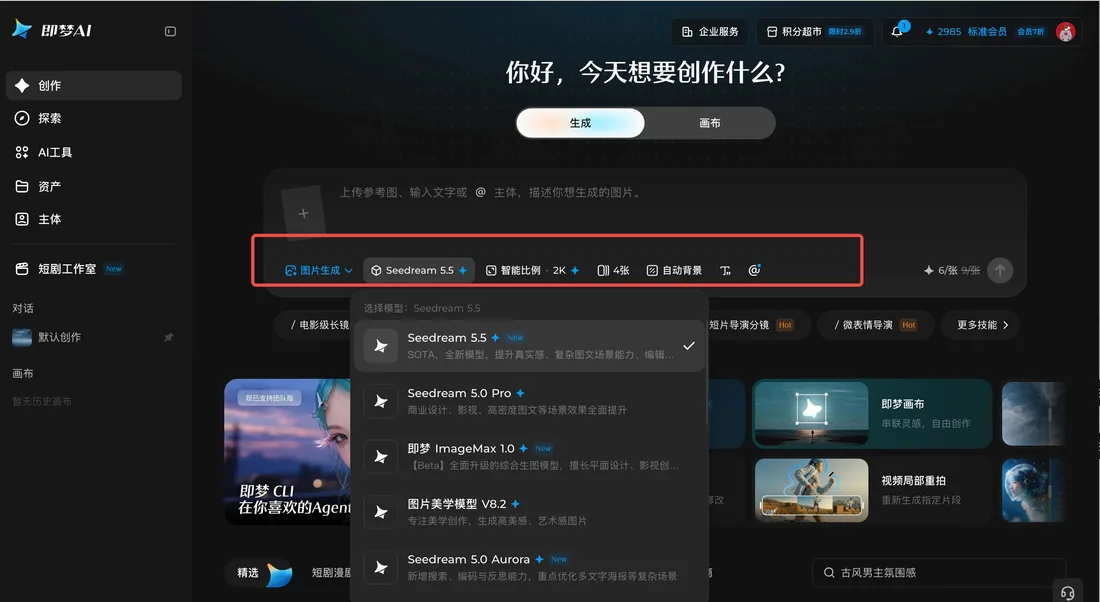 即梦AI
企业服务
积分超市 限时2.9折
1
2985 标准会员 会员7折
创作
探索
AI工具
资产
主体
短剧工作室 New
对话
默认创作
画布
暂无历史画布
你好，今天想要创作什么?
生成
画布
上传参考图、输入文字或 @ 主体，描述你想生成的图片。
图片生成
Seedream 5.5
智能比例 · 2K
4张
自动背景
6/张 9/张
/ 电影级长镜
短片导演分镜 Hot
/ 微表情导演 Hot
更多技能
选择模型：Seedream 5.5
Seedream 5.5 New
SOTA，全新模型，提升真实感、复杂图文场景能力、编辑...
Seedream 5.0 Pro
商业设计、影视、高密度图文等场景效果全面提升
即梦 ImageMax 1.0 New
【Beta】全面升级的综合生图模型，擅长平面设计、影视创...
图片美学模型 V8.2
专注美学创作，生成高美感、艺术感图片
Seedream 5.0 Aurora New
新增搜索、编码与反思能力，重点优化多文字海报等复杂场景
现已支持团队版
即梦 CLI
在你喜欢的Agent
即梦画布
串联灵感，自由创作
修改
视频局部重拍
重新生成指定片段
精选
短剧漫剧
古风男主氛围感